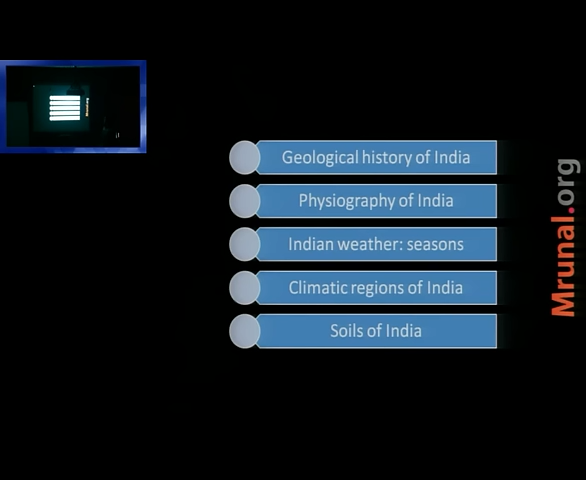 Geological history of India
Physiography of India
Indian weather: seasons
Climatic regions of India
Soils of India
Mrunal.org